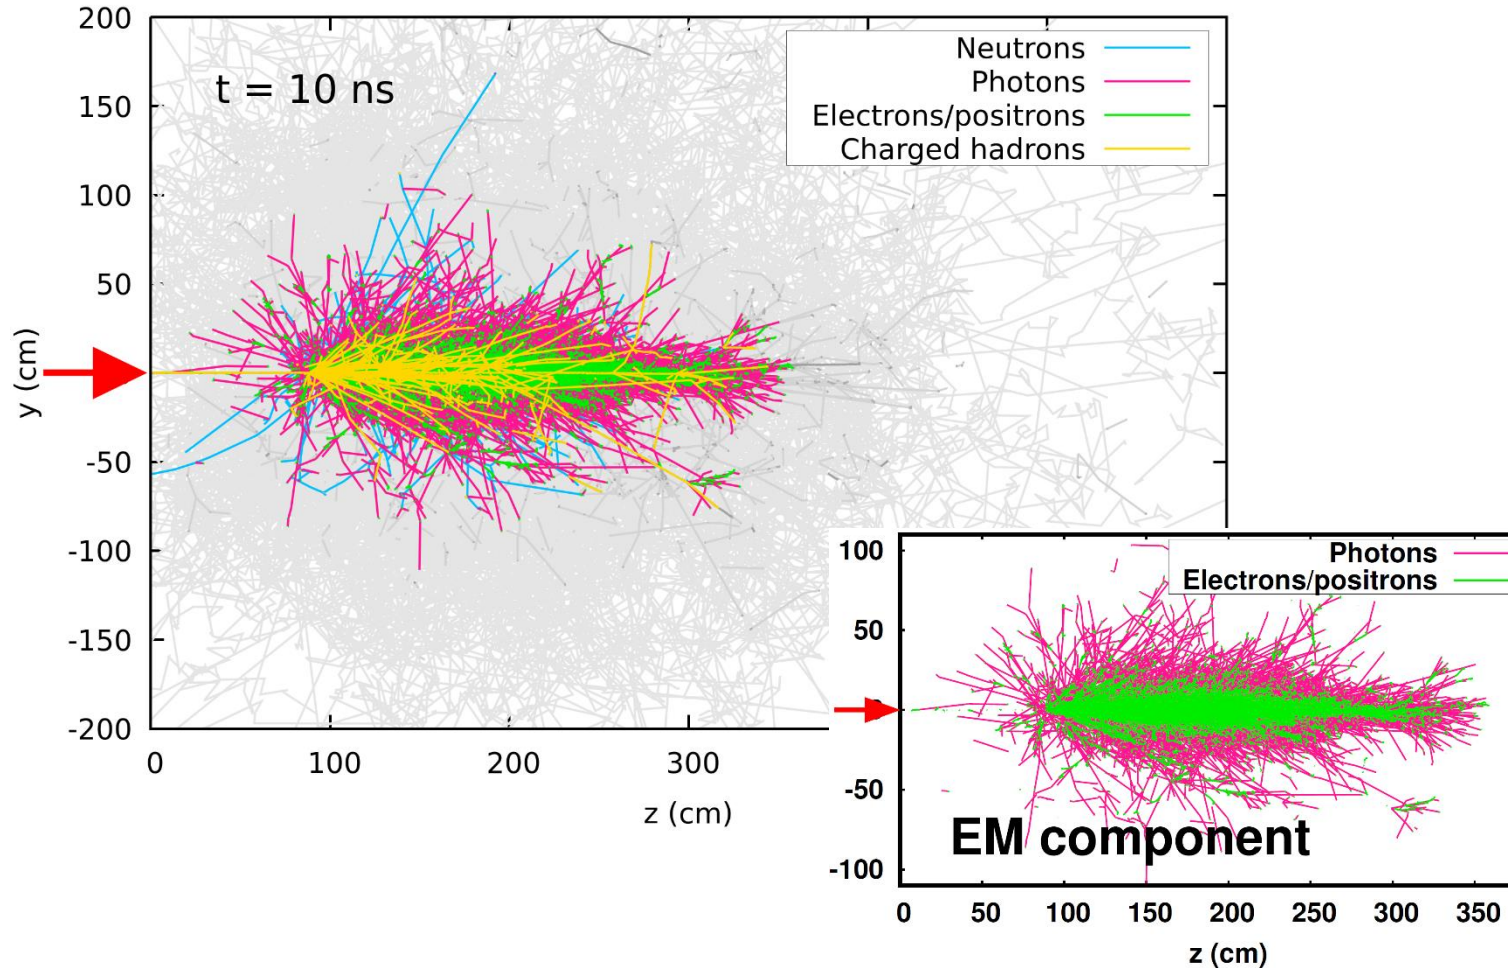 200
150
100
50
0
-50
-100
-150
-200
y (cm)
t = 10 ns
Neutrons
Photons
Electrons/positrons
Charged hadrons
0 100 200 300
z (cm)
Photons
Electrons/positrons
100
50
-50
-100
EM component
0 50 100 150 200 250 300 350
z (cm)